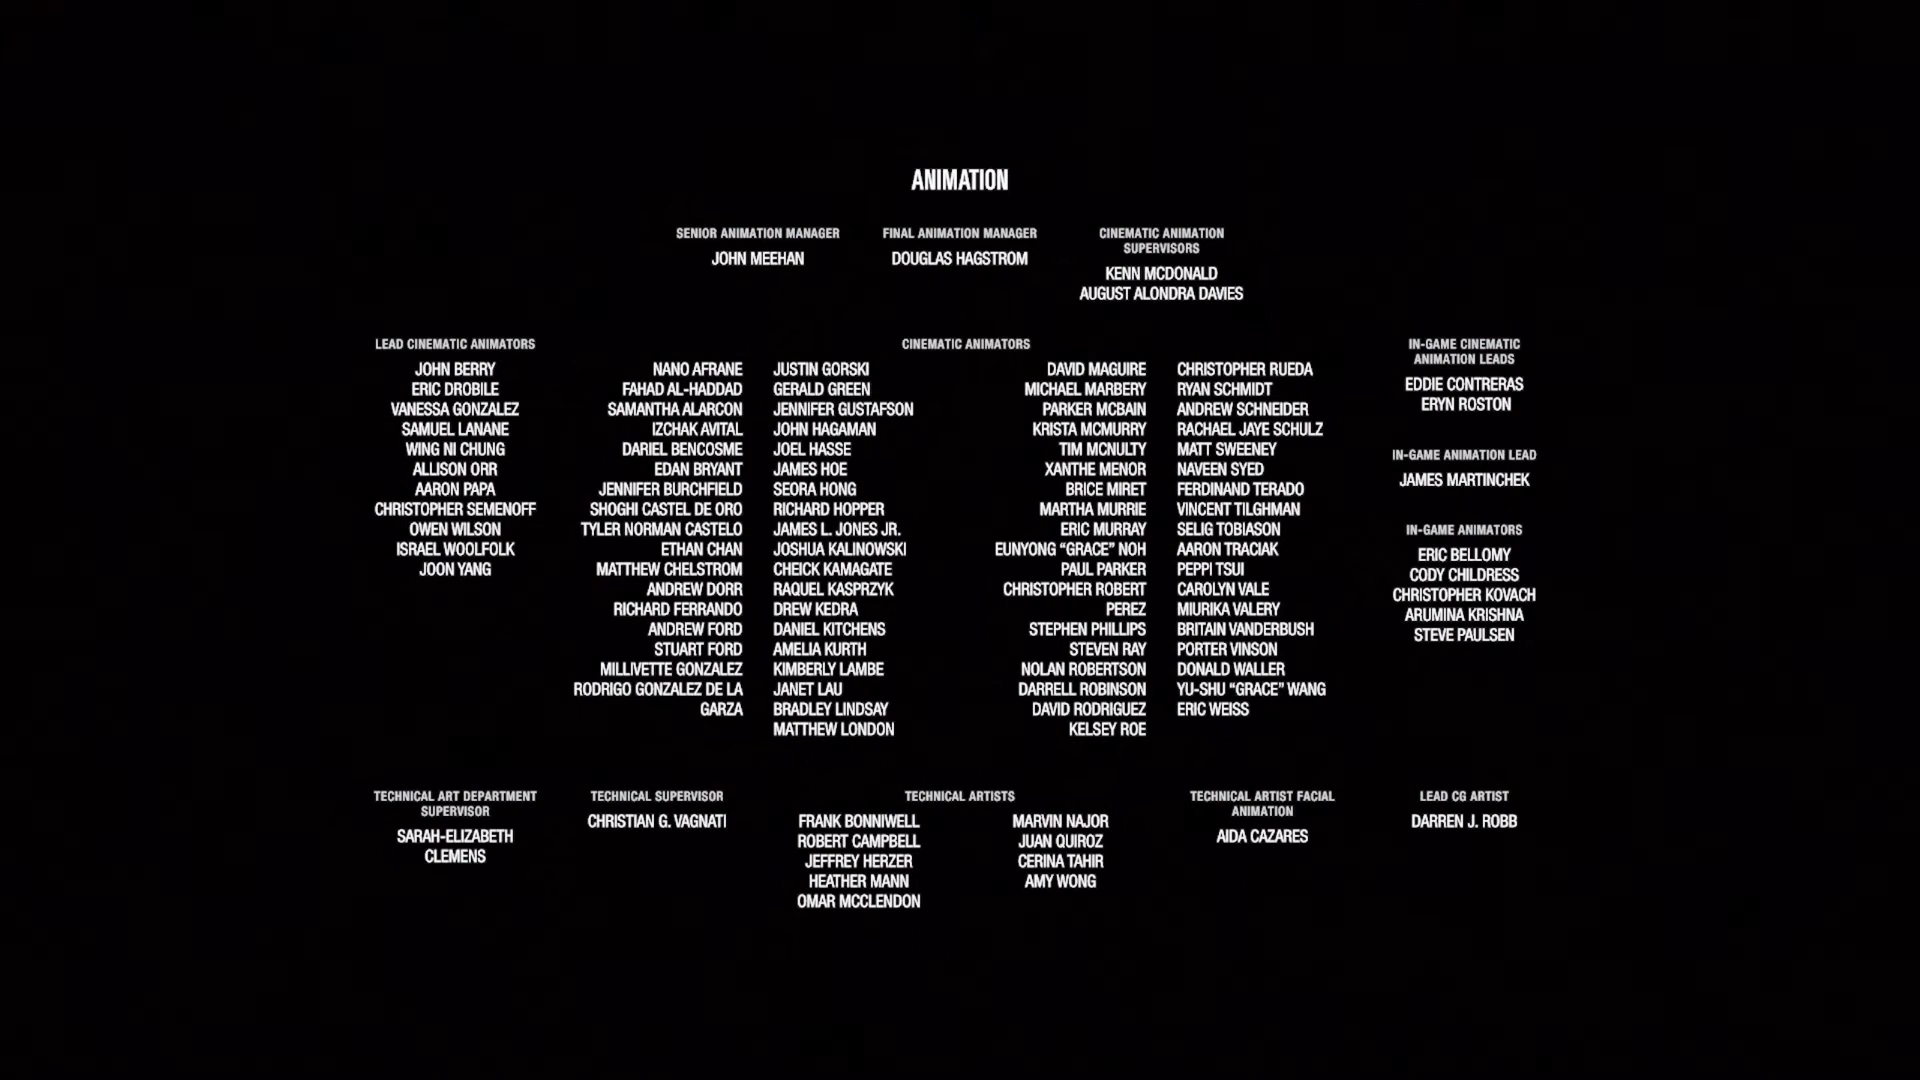 ANIMATION
SENIOR ANIMATION MANAGER
JOHN MEEHAN
FINAL ANIMATION MANAGER
DOUGLAS HAGSTROM
CINEMATIC ANIMATION
SUPERVISORS
KENN MCDONALD
AUGUST ALONDRA DAVIES
LEAD CINEMATIC ANIMATORS
JOHN BERRY
ERIC DROBILE
VANESSA GONZALEZ
SAMUEL LANANE
WING NI CHUNG
ALLISON ORR
AARON PAPA
CHRISTOPHER SEMENOFF
OWEN WILSON
ISRAEL WOOLFOLK
JOON YANG
CINEMATIC ANIMATORS
NANO AFRANE
FAHAD AL-HADDAD
SAMANTHA ALARCON
IZCHAK AVITAL
DARIEL BENCOSME
EDAN BRYANT
JENNIFER BURCHFIELD
SHOGHI CASTEL DE ORO
TYLER NORMAN CASTELO
ETHAN CHAN
MATTHEW CHELSTROM
ANDREW DORR
RICHARD FERRANDO
ANDREW FORD
STUART FORD
MILLIVETTE GONZALEZ
RODRIGO GONZALEZ DE LA
GARZA
JUSTIN GORSKI
GERALD GREEN
JENNIFER GUSTAFSON
JOHN HAGAMAN
JOEL HASSE
JAMES HOE
SEORA HONG
RICHARD HOPPER
JAMES L. JONES JR.
JOSHUA KALINOWSKI
CHEICK KAMAGATE
RAQUEL KASPRZYK
DREW KEDRA
DANIEL KITCHENS
AMELIA KURTH
KIMBERLY LAMBE
JANET LAU
BRADLEY LINDSAY
MATTHEW LONDON
DAVID MAGUIRE
MICHAEL MARBERY
PARKER MCBAIN
KRISTA MCMURRY
TIM MCNULTY
XANTHE MENOR
BRICE MIRET
MARTHA MURRIE
ERIC MURRAY
EUNYONG “GRACE” NOH
PAUL PARKER
CHRISTOPHER ROBERT
PEREZ
STEPHEN PHILLIPS
STEVEN RAY
NOLAN ROBERTSON
DARRELL ROBINSON
DAVID RODRIGUEZ
KELSEY ROE
CHRISTOPHER RUEDA
RYAN SCHMIDT
ANDREW SCHNEIDER
RACHAEL JAYE SCHULZ
MATT SWEENEY
NAVEEN SYED
FERDINAND TERADO
VINCENT TILGHMAN
SELIG TOBIASON
AARON TRACIAK
PEPPI TSUI
CAROLYN VALE
MIURIKA VALERY
BRITAIN VANDERBUSH
PORTER VINSON
DONALD WALLER
YU-SHU “GRACE” WANG
ERIC WEISS
IN-GAME CINEMATIC
ANIMATION LEADS
EDDIE CONTRERAS
ERYN ROSTON
IN-GAME ANIMATION LEAD
JAMES MARTINCHEK
IN-GAME ANIMATORS
ERIC BELLOMY
CODY CHILDRESS
CHRISTOPHER KOVACH
ARUMINA KRISHNA
STEVE PAULSEN
TECHNICAL ART DEPARTMENT
SUPERVISOR
SARAH-ELIZABETH
CLEMENS
TECHNICAL SUPERVISOR
CHRISTIAN G. VAGNATI
TECHNICAL ARTISTS
FRANK BONNIWELL
ROBERT CAMPBELL
JEFFREY HERZER
HEATHER MANN
OMAR MCCLENDON
MARVIN NAJOR
JUAN QUIROZ
CERINA TAHIR
AMY WONG
TECHNICAL ARTIST FACIAL
ANIMATION
AIDA CAZARES
LEAD CG ARTIST
DARREN J. ROBB